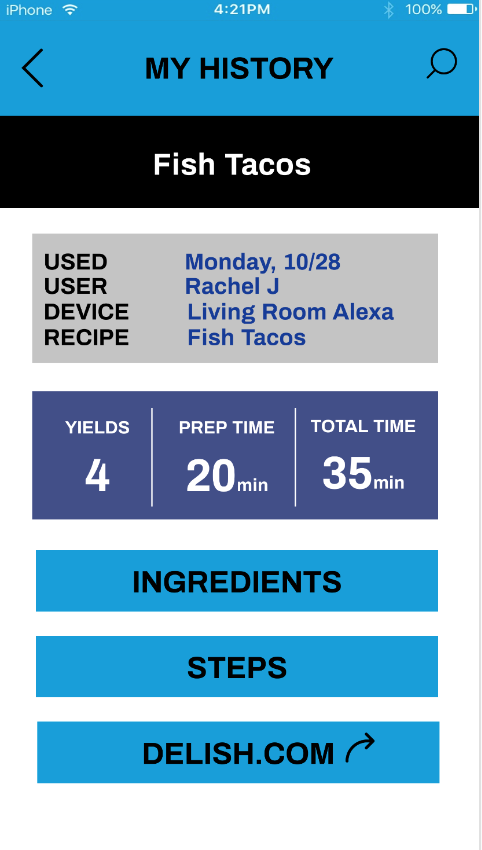 iPhone 4:21PM 100%
MY HISTORY
Fish Tacos
USED Monday, 10/28
USER Rachel J
DEVICE Living Room Alexa
RECIPE Fish Tacos
YIELDS PREP TIME TOTAL TIME
4 20min 35min
INGREDIENTS
STEPS
DELISH.COM